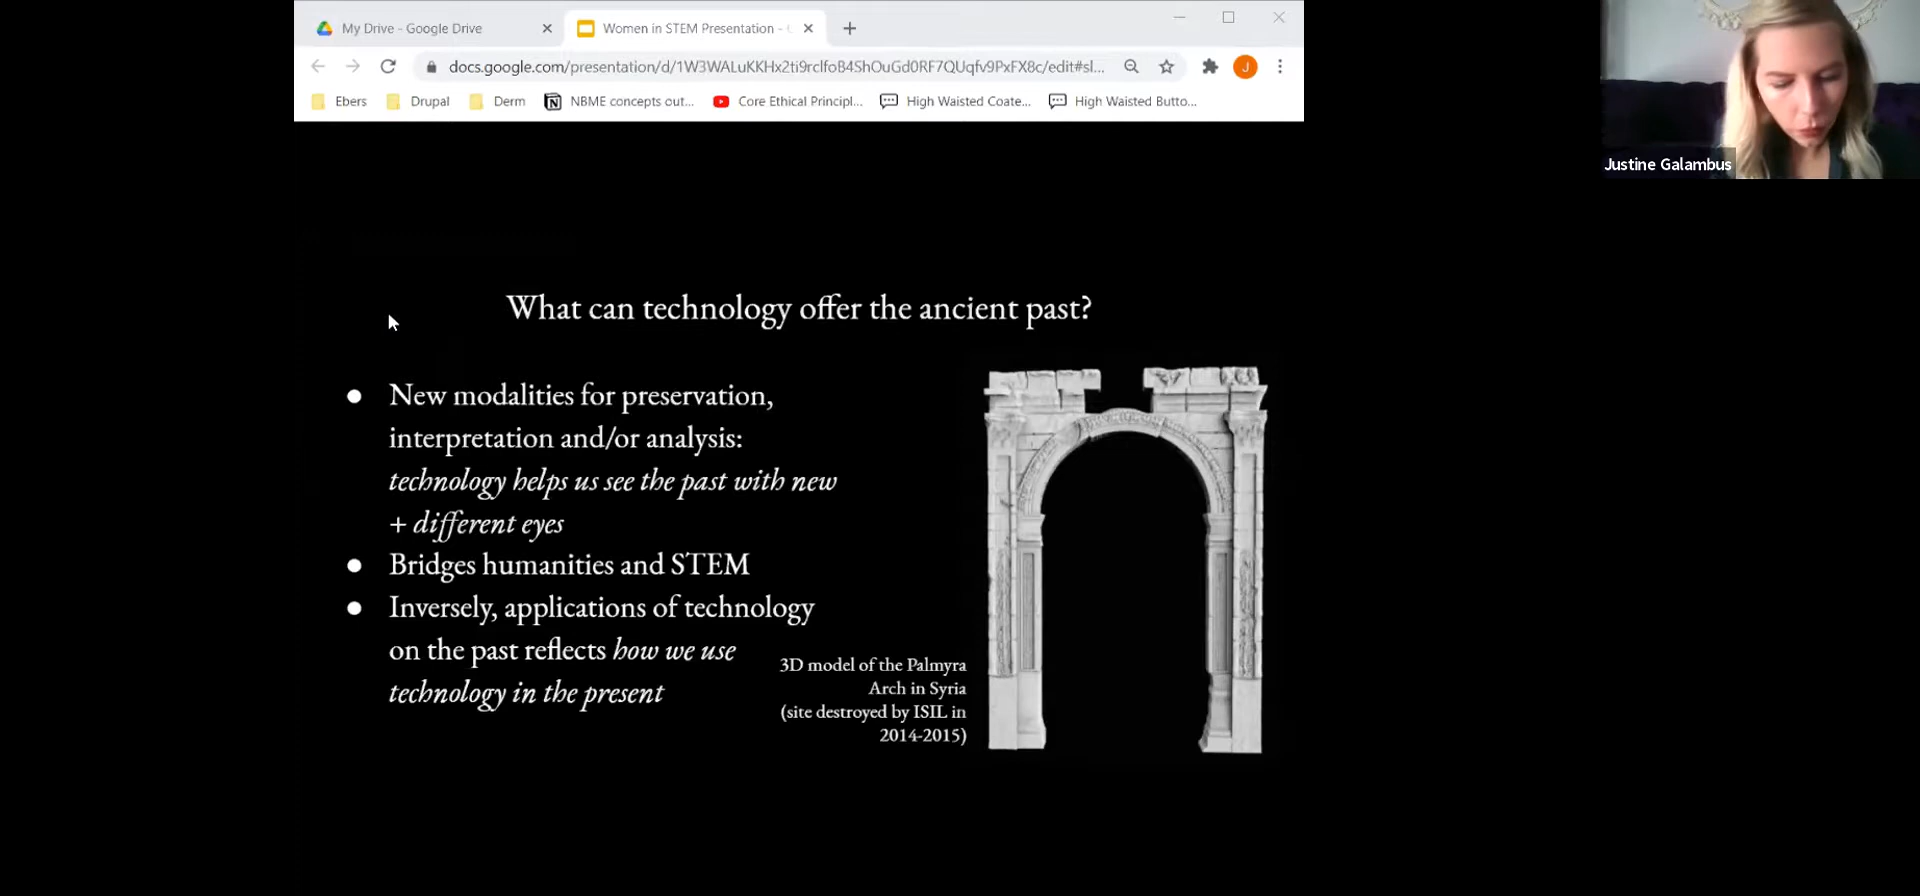 My Drive - Google Drive
Women in STEM Presentation -
docs.google.com/presentation/d/1W3WALuKKHx2ti9rclfoB4ShOuGd0RF7QUqfv9PxFX8c/edit#sl...
J
Ebers
Drupal
Derm
NBME concepts out...
Core Ethical Principl...
High Waisted Coate...
High Waisted Butto...
Justine Galambus
What can technology offer the ancient past?
● New modalities for preservation,
interpretation and/or analysis:
technology helps us see the past with new
+ different eyes
● Bridges humanities and STEM
● Inversely, applications of technology
on the past reflects how we use
technology in the present
3D model of the Palmyra
Arch in Syria
(site destroyed by ISIL in
2014-2015)